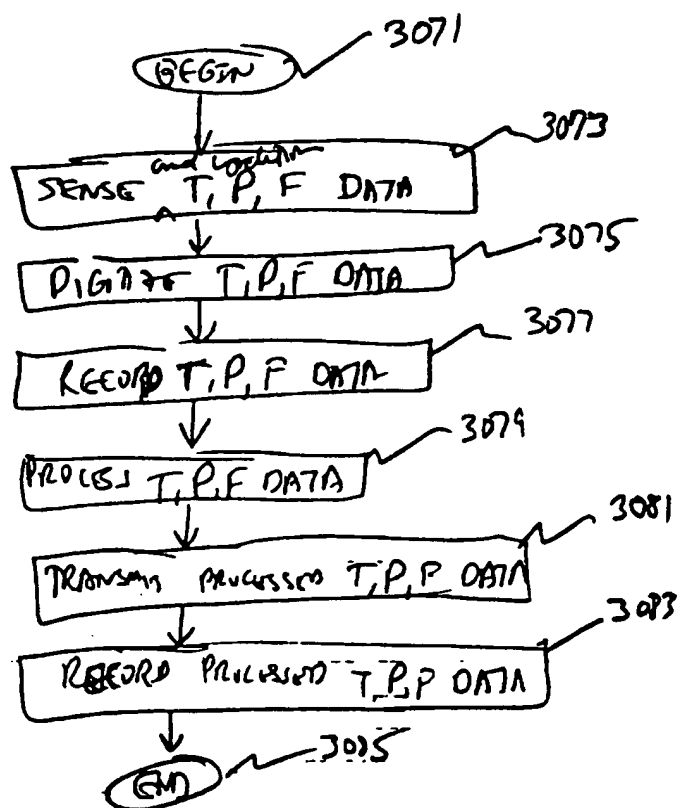 3071
BEGIN
3073
and location
SENSE ^ T, P, F DATA
3075
DIGITIZE T, P, F DATA
3077
RECORD T, P, F DATA
3079
PROCESS T, P, F DATA
3081
TRANSMIT PROCESSED T, P, P DATA
3083
RECORD PROCESSED T, P, P DATA
3085
END